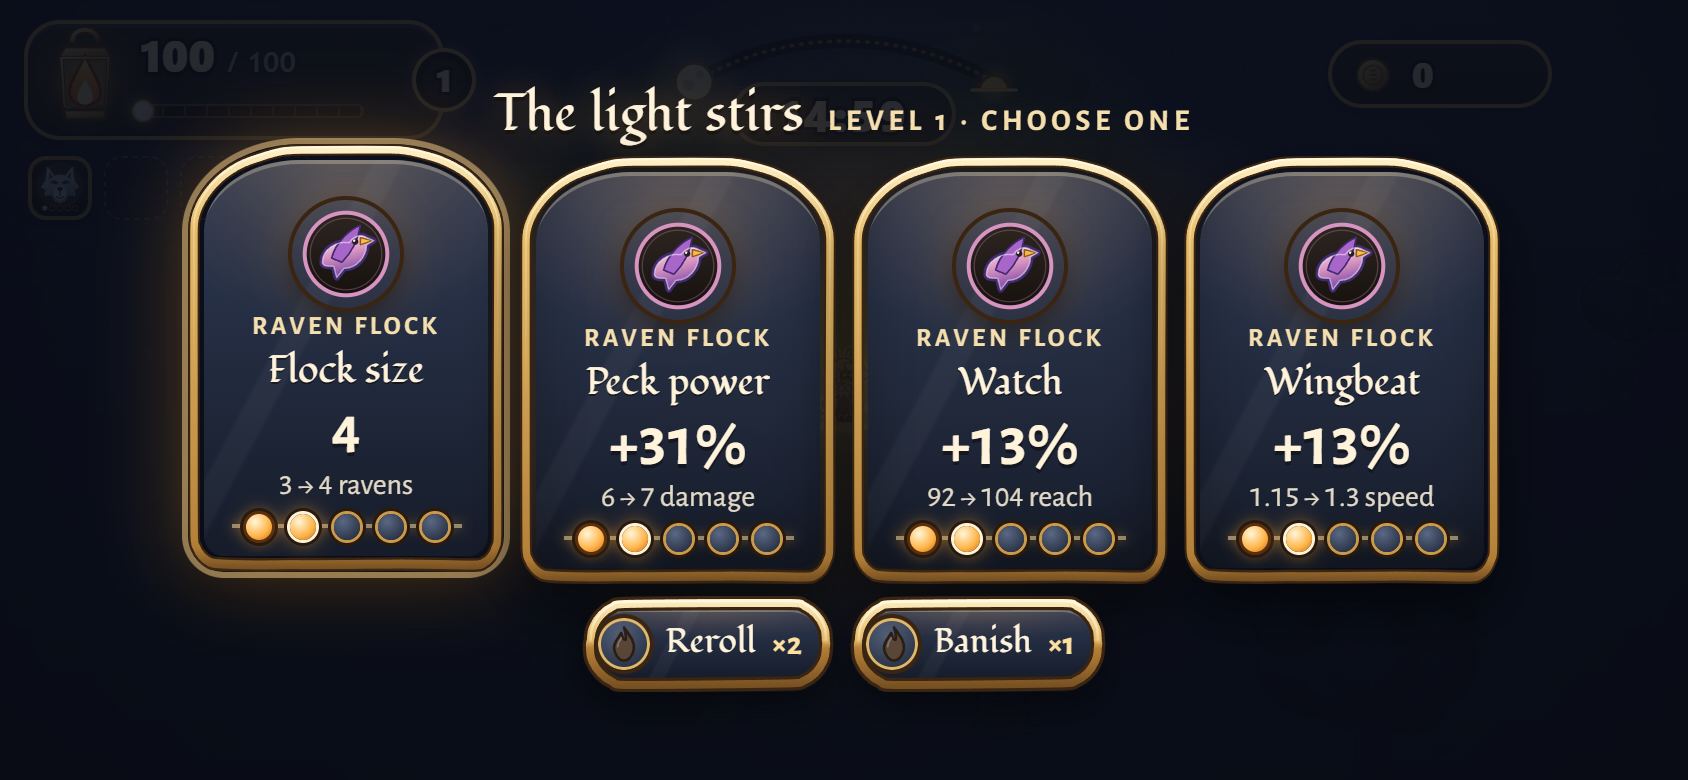 100 / 100
1
0
The light stirs LEVEL 1 · CHOOSE ONE
RAVEN FLOCK
Flock size
4
3→4 ravens
RAVEN FLOCK
Peck power
+31%
6→7 damage
RAVEN FLOCK
Watch
+13%
92→104 reach
RAVEN FLOCK
Wingbeat
+13%
1.15→1.3 speed
Reroll ×2
Banish ×1